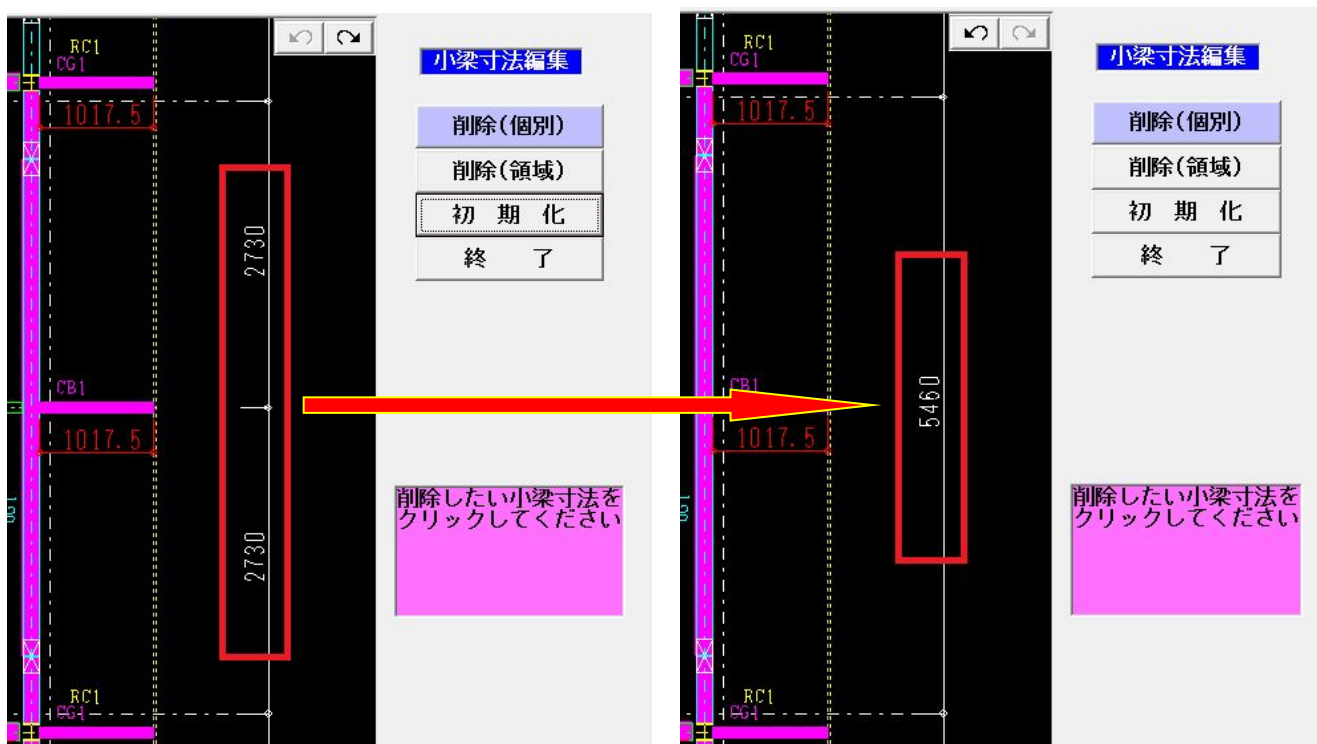 RC1
CG1
1017.5
2730
CB1
1017.5
2730
RC1
CG1
小梁寸法編集
削除(個別)
削除(領域)
初 期 化
終 了
削除したい小梁寸法を
クリックしてください
RC1
CG1
1017.5
CB1
5460
1017.5
RC1
CG1
小梁寸法編集
削除(個別)
削除(領域)
初 期 化
終 了
削除したい小梁寸法を
クリックしてください